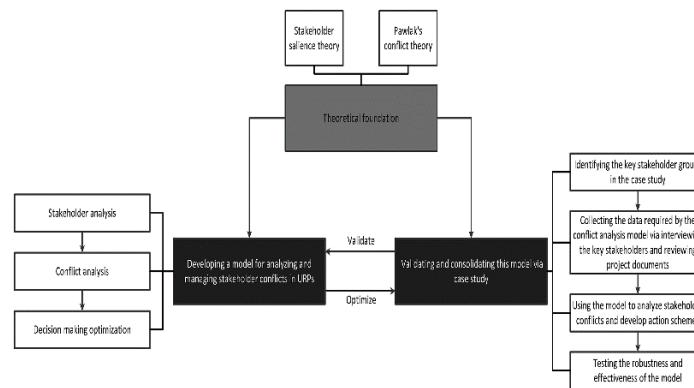 Stakeholder
salience theory
Pawlak's
conflict theory
Theoretical foundation
Stakeholder analysis
Conflict analysis
Decision making optimization
Developing a model for analyzing and
managing stakeholder conflicts in URPs
Validate
Optimize
Validating and consolidating this model via
case study
Identifying the key stakeholder group
in the case study
Collecting the data required by the
conflict analysis model via interviewi
the key stakeholders and reviewing
project documents
Using the model to analyze stakehol
conflicts and develop action scheme
Testing the robustness and
effectiveness of the model